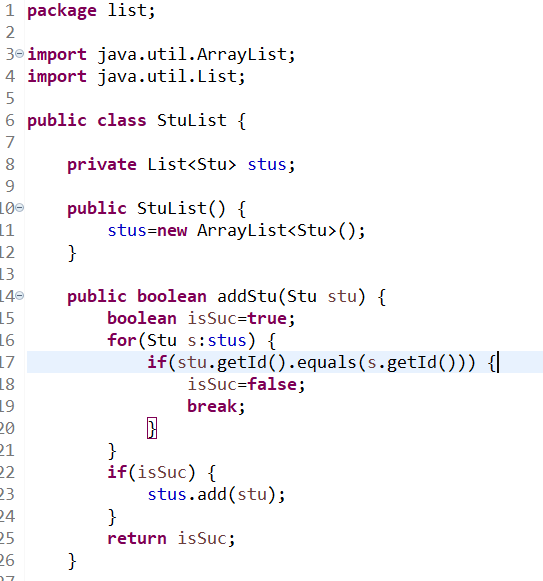 1 package list;
2
3 import java.util.ArrayList;
4 import java.util.List;
5
6 public class StuList {
7
8     private List<Stu> stus;
9
10     public StuList() {
11         stus=new ArrayList<Stu>();
12     }
13
14     public boolean addStu(Stu stu) {
15         boolean isSuc=true;
16         for(Stu s:stus) {
17             if(stu.getId().equals(s.getId())) {
18                 isSuc=false;
19                 break;
20             }
21         }
22         if(isSuc) {
23             stus.add(stu);
24         }
25         return isSuc;
26     }